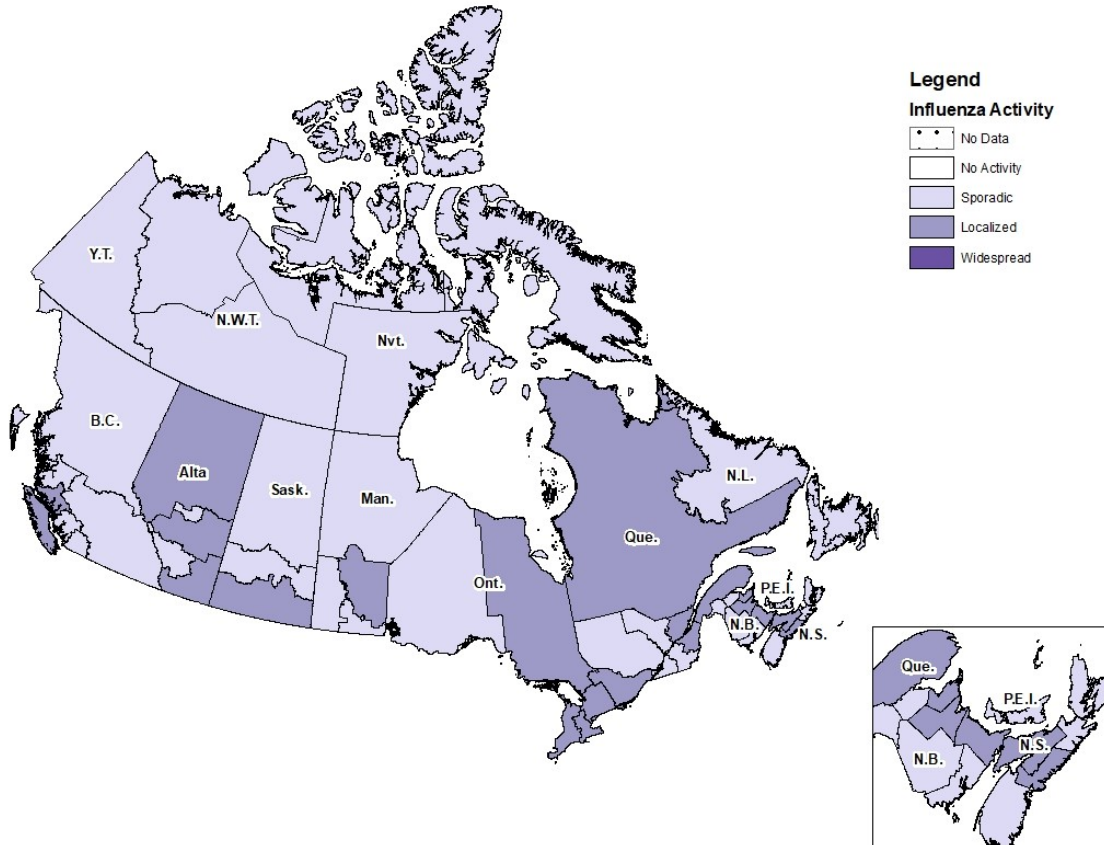 Legend
Influenza Activity
No Data
No Activity
Sporadic
Localized
Widespread
Y.T.
N.W.T.
Nvt.
B.C.
Alta
Sask.
Man.
Ont.
Que.
N.L.
P.E.I.
N.B.
N.S.
Que.
P.E.I.
N.S.
N.B.